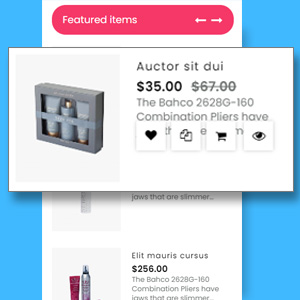 Featured items
Auctor sit dui
$35.00 $67.00
The Bahco 2628G-160
Combination Pliers have
jaws that are slimmer...
Elit mauris cursus
$256.00
The Bahco 2628G-160
Combination Pliers have
jaws that are slimmer...